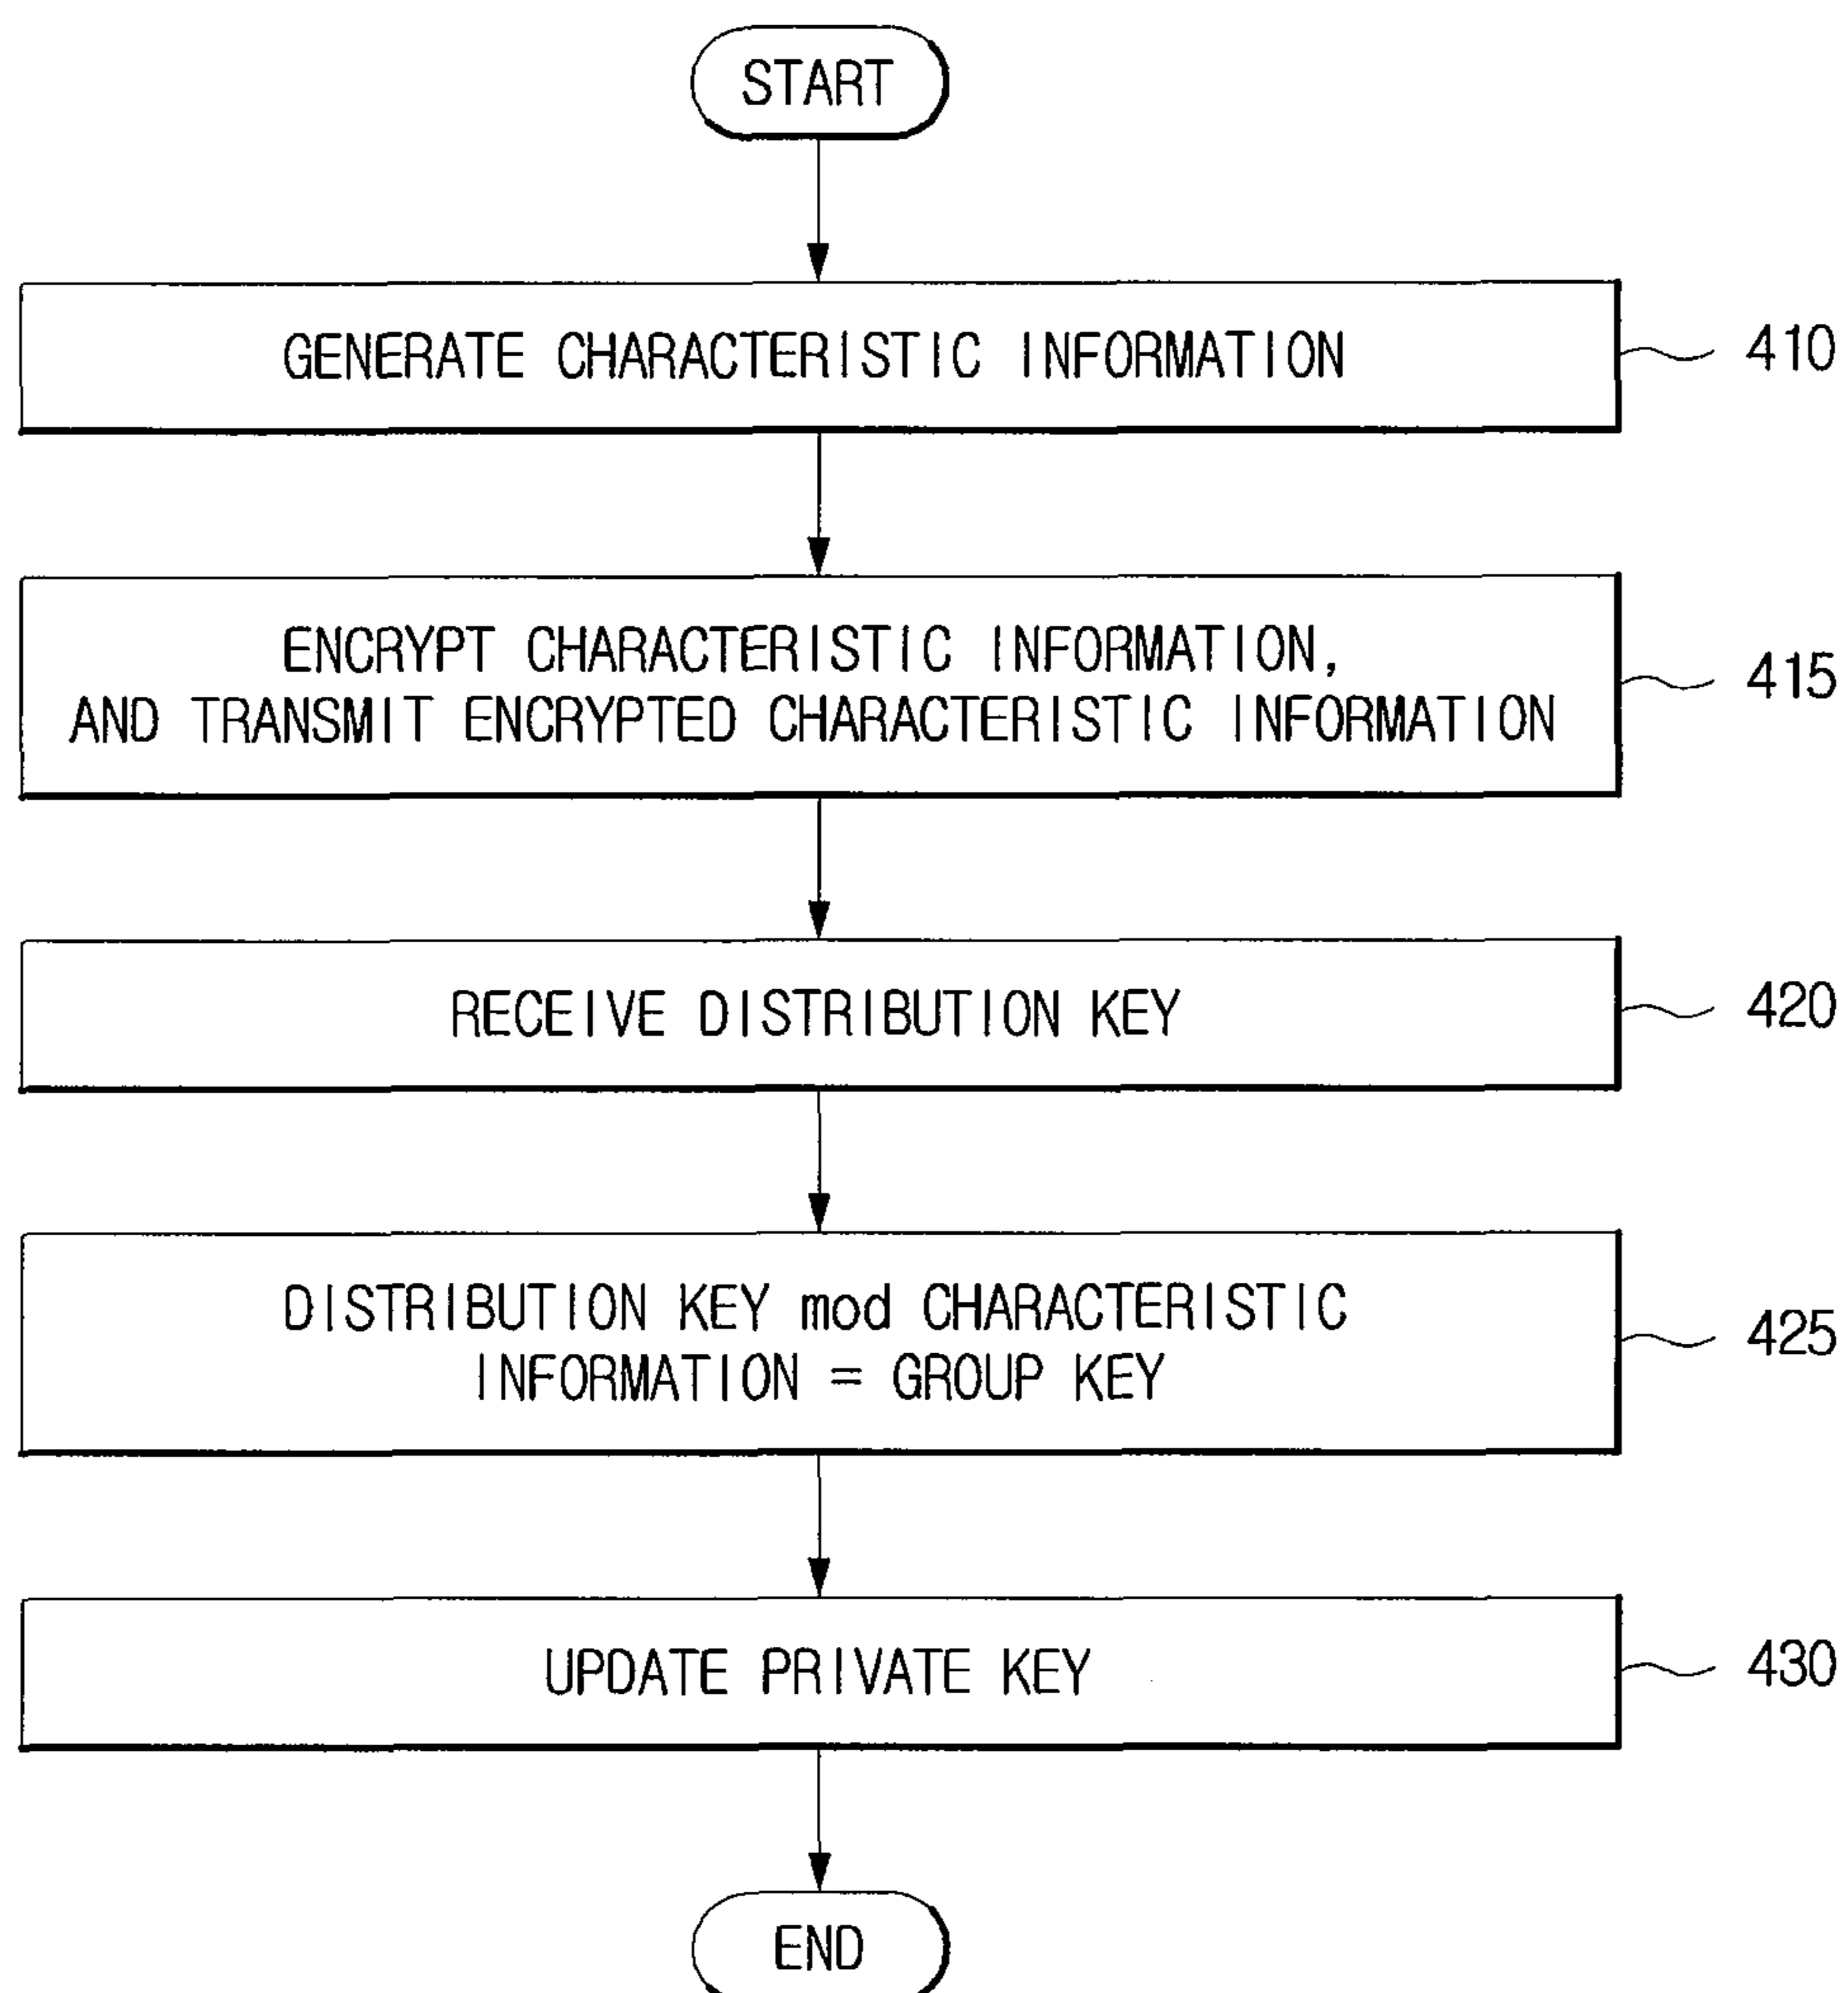 START
GENERATE CHARACTERISTIC INFORMATION
410
ENCRYPT CHARACTERISTIC INFORMATION,
AND TRANSMIT ENCRYPTED CHARACTERISTIC INFORMATION
415
RECEIVE DISTRIBUTION KEY
420
DISTRIBUTION KEY mod CHARACTERISTIC
INFORMATION = GROUP KEY
425
UPDATE PRIVATE KEY
430
END